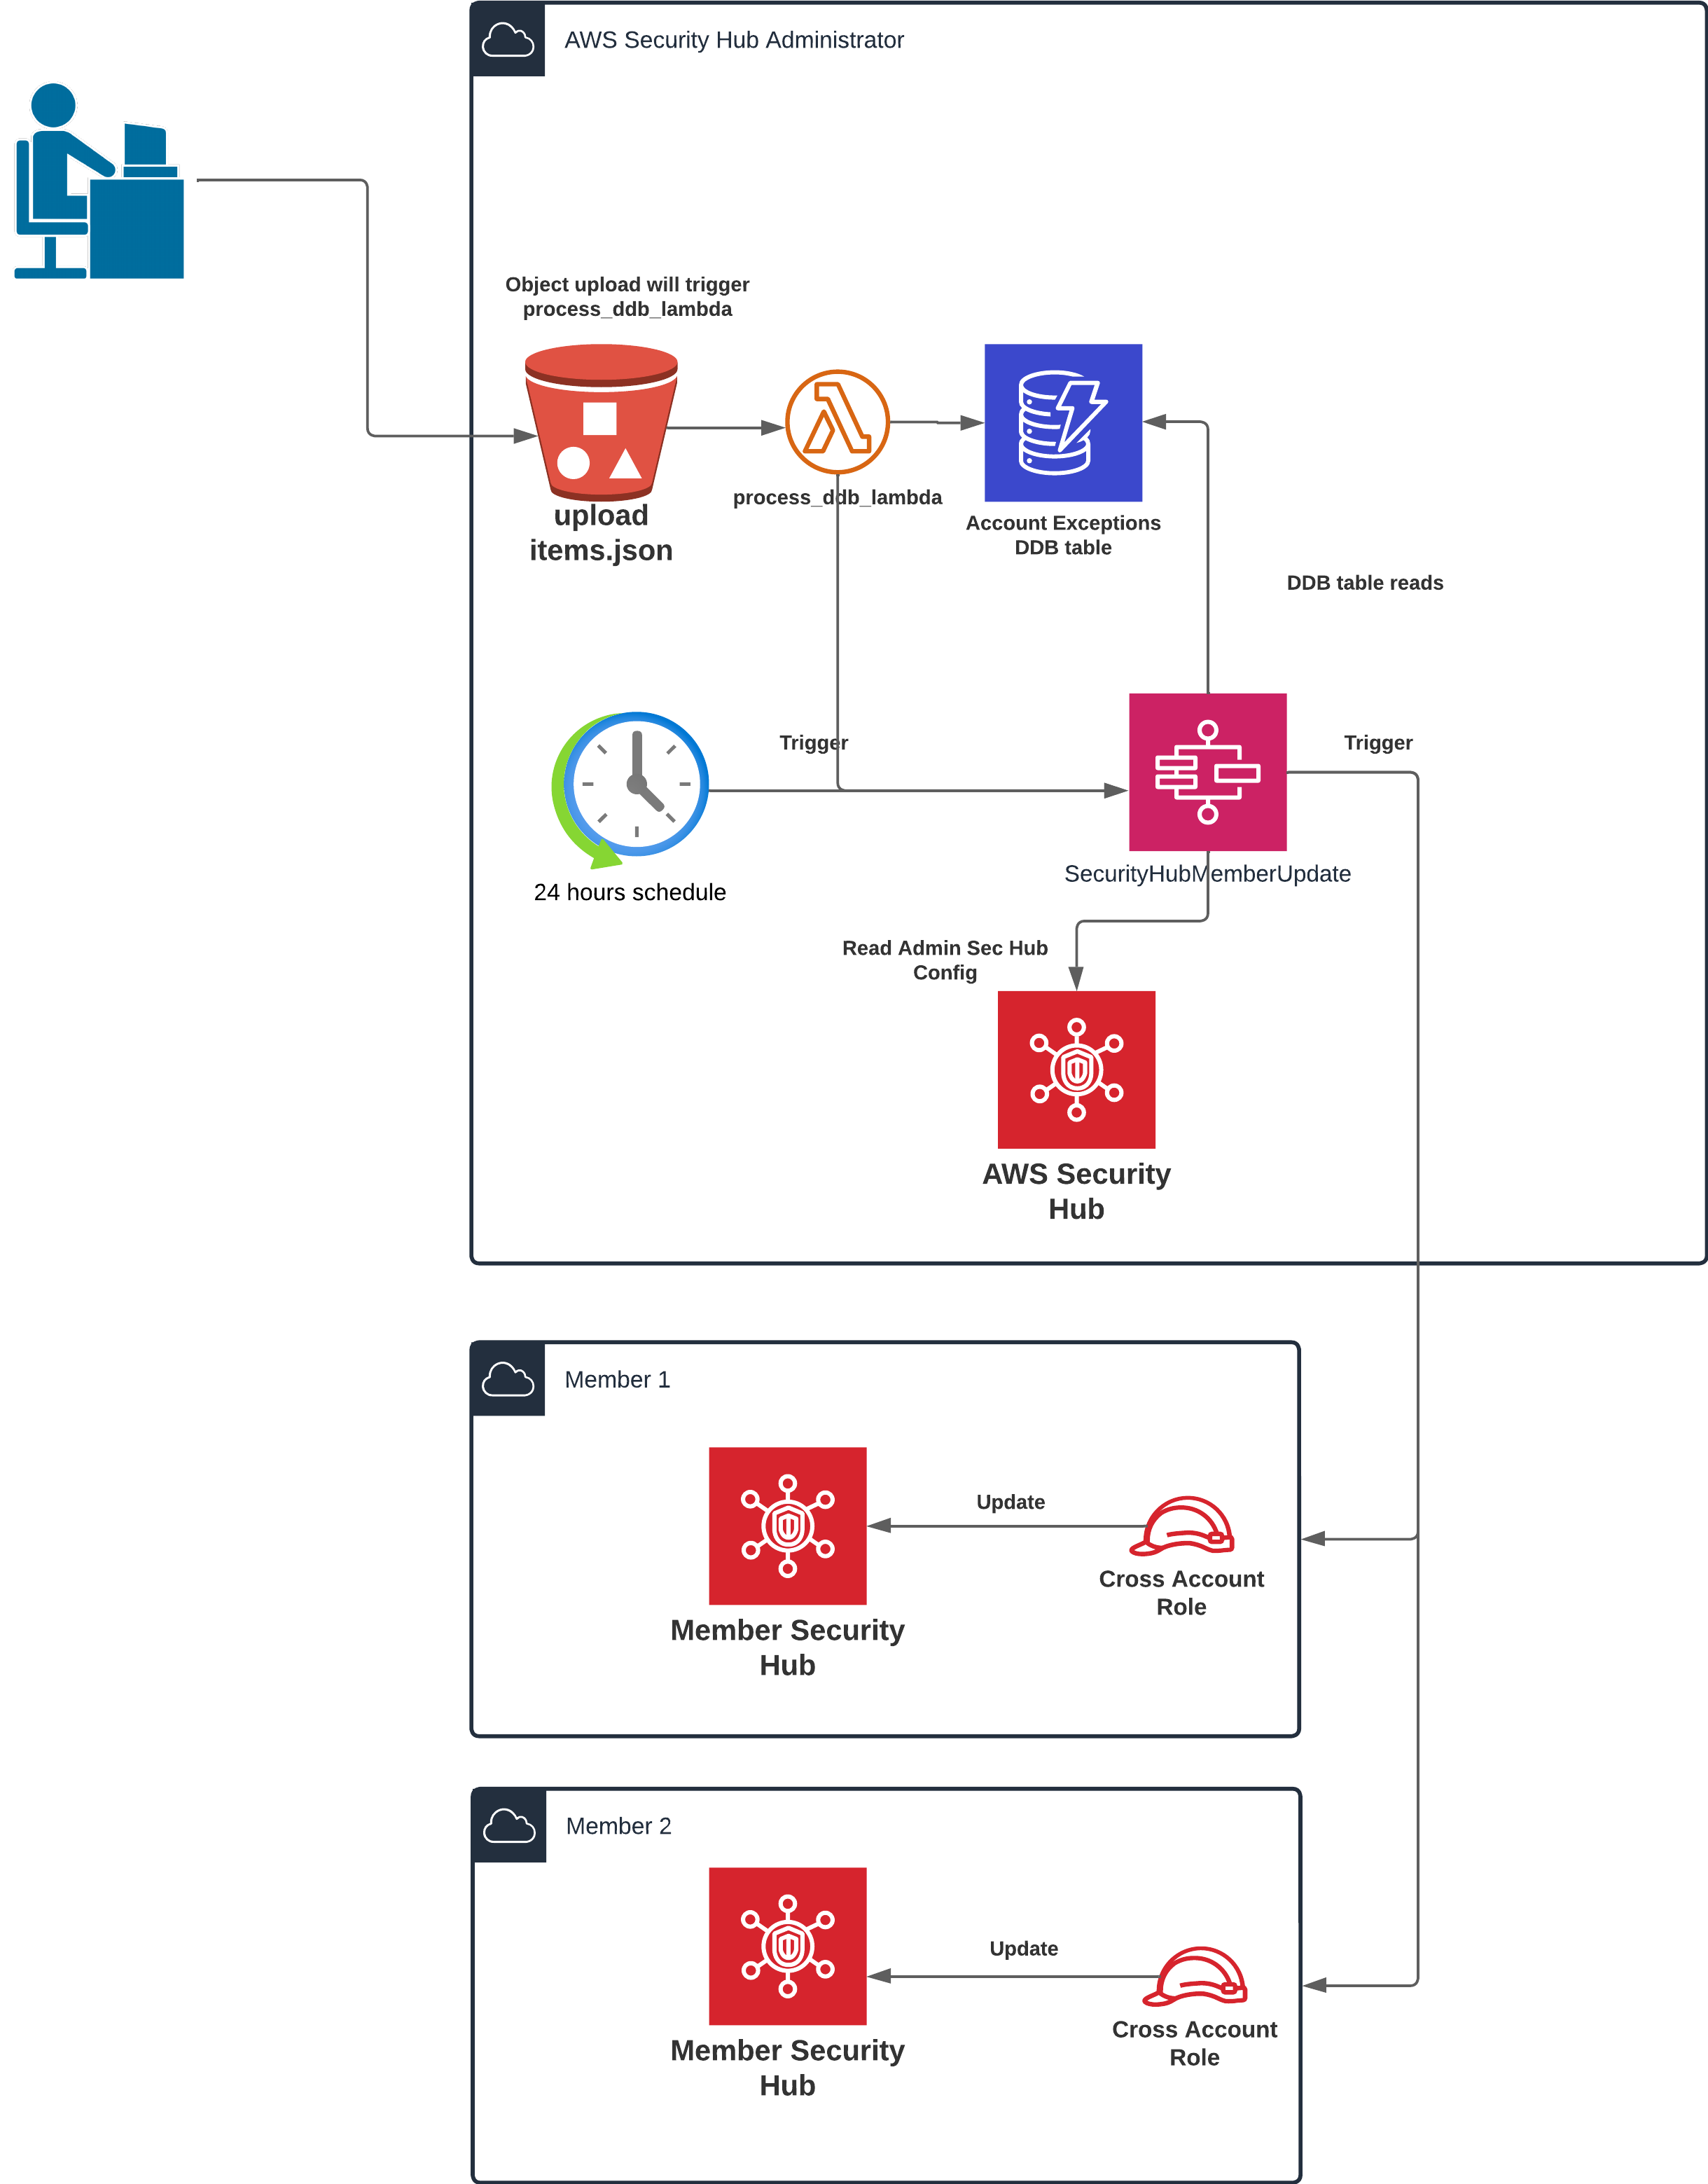 AWS Security Hub Administrator
Object upload will trigger
process_ddb_lambda
upload
items.json
process_ddb_lambda
Account Exceptions
DDB table
DDB table reads
Trigger
Trigger
24 hours schedule
SecurityHubMemberUpdate
Read Admin Sec Hub
Config
AWS Security
Hub
Member 1
Update
Cross Account
Role
Member Security
Hub
Member 2
Update
Cross Account
Role
Member Security
Hub